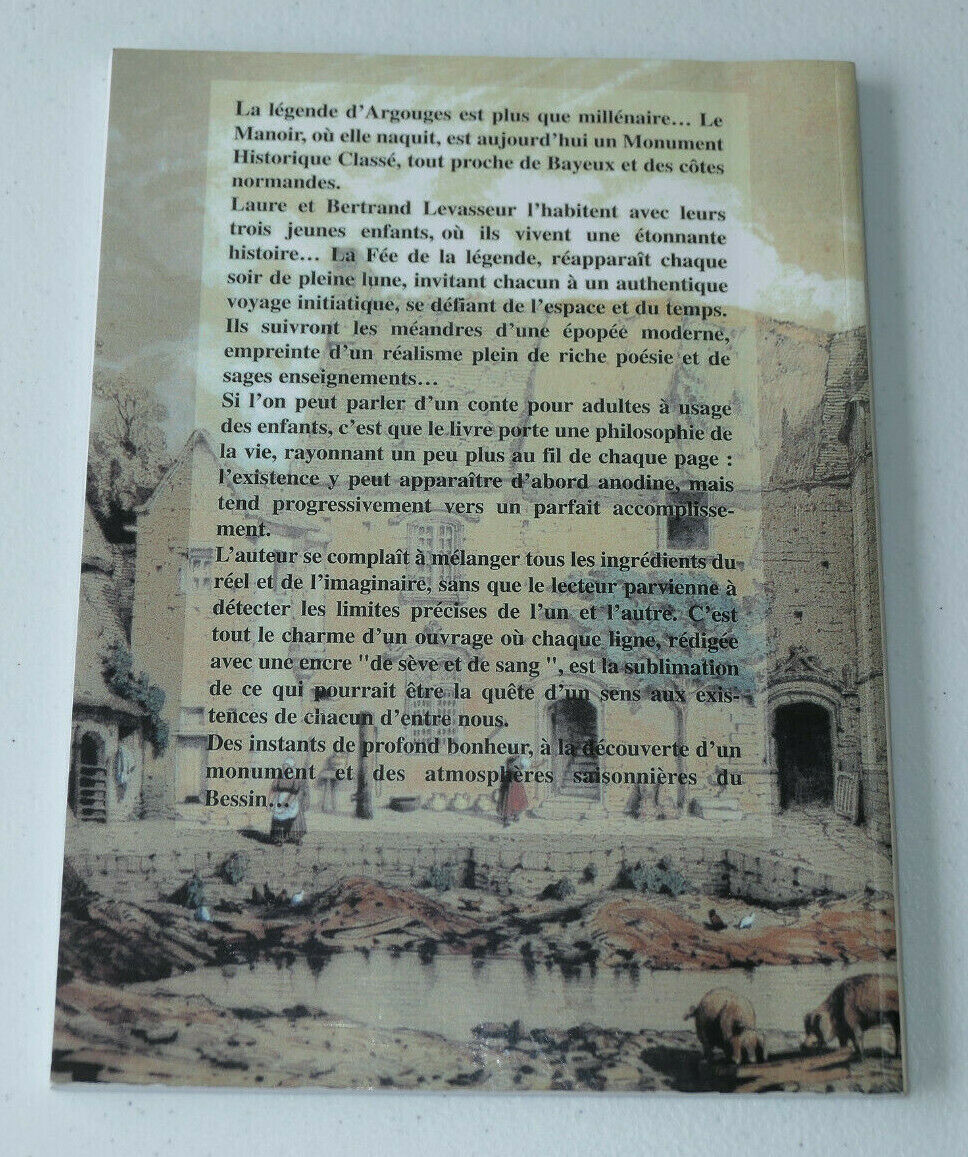 La légende d'Argouges est plus que millénaire... Le
Manoir, où elle naquit, est aujourd'hui un Monument
Historique Classé, tout proche de Bayeux et des côtes
normandes.
Laure et Bertrand Levasseur l'habitent avec leurs
trois jeunes enfants, où ils vivent une étonnante
histoire... La Fée de la légende, réapparaît chaque
soir de pleine lune, invitant chacun à un authentique
voyage initiatique, se défiant de l'espace et du temps.
Ils suivront les méandres d'une épopée moderne,
empreinte d'un réalisme plein de riche poésie et de
sages enseignements...
Si l'on peut parler d'un conte pour adultes à usage
des enfants, c'est que le livre porte une philosophie de
la vie, rayonnant un peu plus au fil de chaque page :
l'existence y peut apparaître d'abord anodine, mais
tend progressivement vers un parfait accomplisse-
ment.
L'auteur se complaît à mélanger tous les ingrédients du
réel et de l'imaginaire, sans que le lecteur parvienne à
détecter les limites précises de l'un et l'autre. C'est
tout le charme d'un ouvrage où chaque ligne, rédigée
avec une encre "de sève et de sang ", est la sublimation
de ce qui pourrait être la quête d'un sens aux exis-
tences de chacun d'entre nous.
Des instants de profond bonheur, à la découverte d'un
monument et des atmosphères saisonnières du
Bessin...